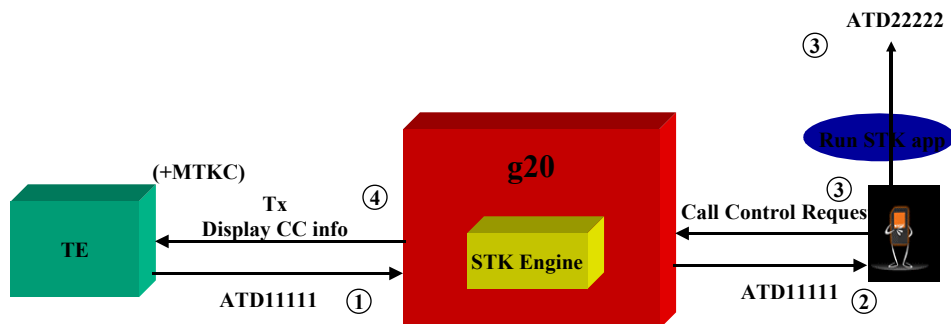 ATD22222
③
Run STK app
g20
(+MTKC)
④
③
Tx
Call Control Reques
Display CC info
TE
STK Engine
ATD11111
①
ATD11111
②